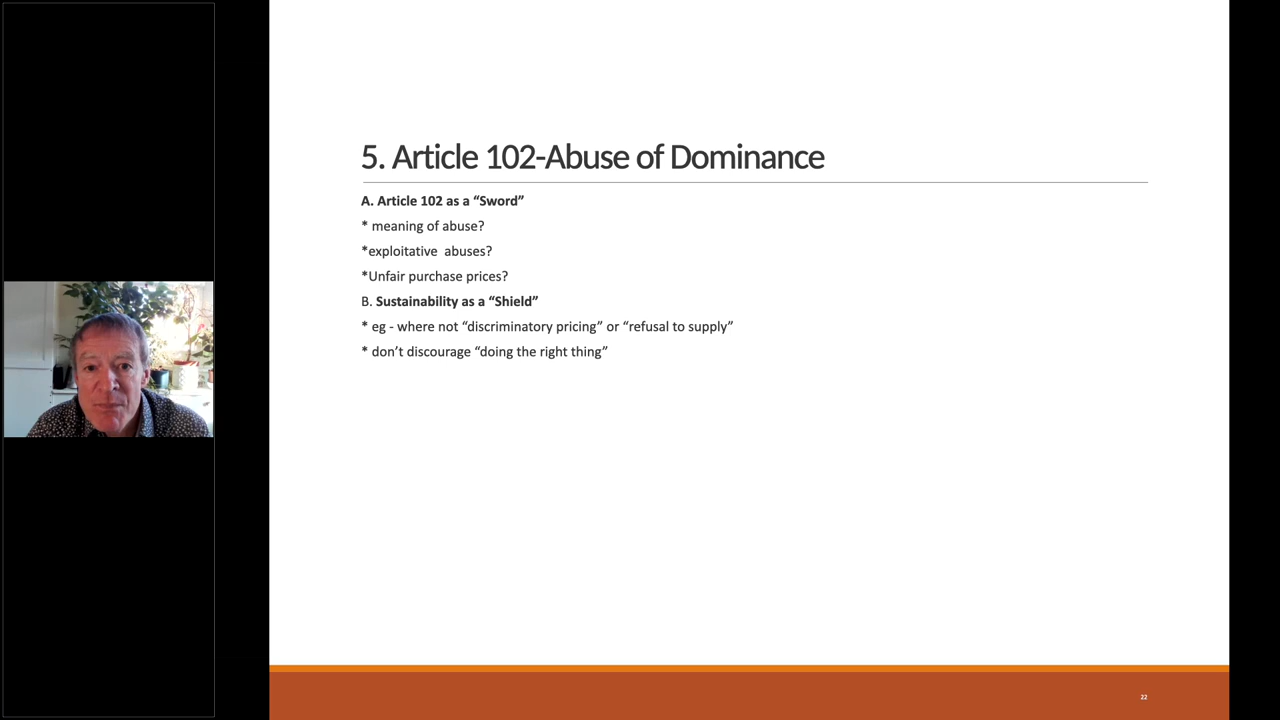 5. Article 102-Abuse of Dominance
A. Article 102 as a “Sword”
* meaning of abuse?
*exploitative  abuses?
*Unfair purchase prices?
B. Sustainability as a “Shield”
* eg - where not “discriminatory pricing” or “refusal to supply”
* don’t discourage “doing the right thing”
22